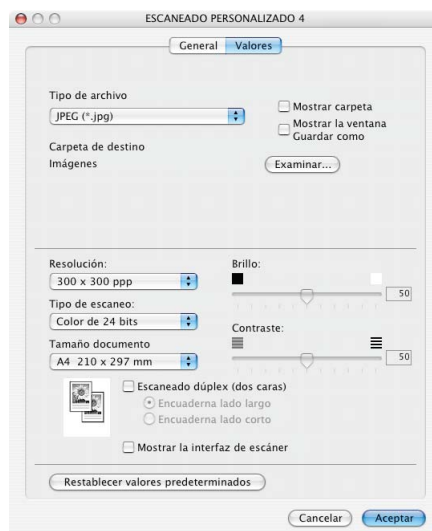 ESCANEADO PERSONALIZADO 4
General Valores
Tipo de archivo
JPEG (*.jpg)
Mostrar carpeta
Mostrar la ventana
Guardar como
Carpeta de destino
Imágenes
Examinar...
Resolución:
300 x 300 ppp
Brillo:
50
Tipo de escaneo:
Color de 24 bits
Contraste:
50
Tamaño documento
A4 210 x 297 mm
Escaneado dúplex (dos caras)
Encuaderna lado largo
Encuaderna lado corto
Mostrar la interfaz de escáner
Restablecer valores predeterminados
Cancelar Aceptar